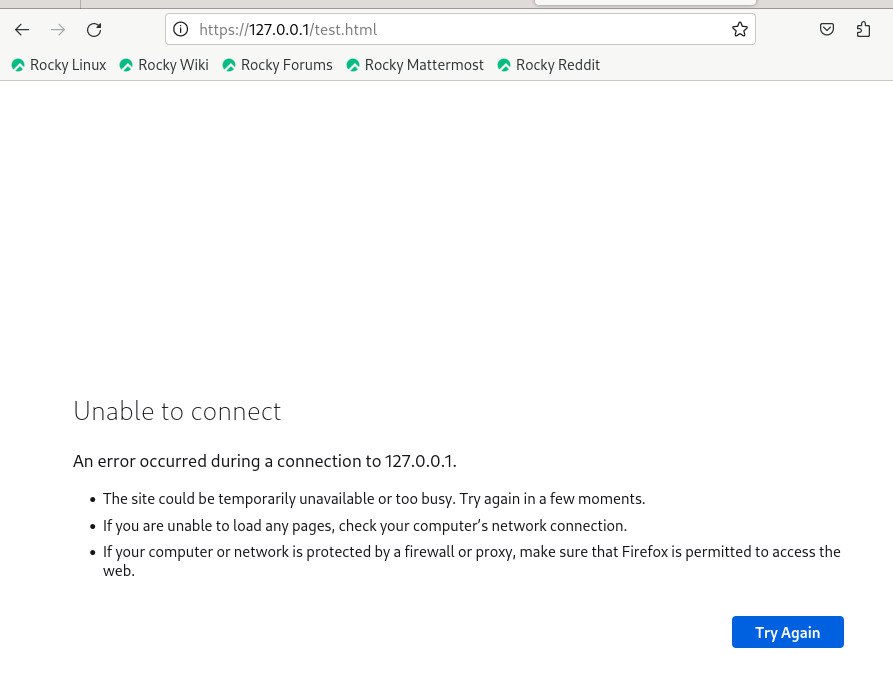 https://127.0.0.1/test.html
Rocky Linux Rocky Wiki Rocky Forums Rocky Mattermost Rocky Reddit
Unable to connect
An error occurred during a connection to 127.0.0.1.
• The site could be temporarily unavailable or too busy. Try again in a few moments.
• If you are unable to load any pages, check your computer’s network connection.
• If your computer or network is protected by a firewall or proxy, make sure that Firefox is permitted to access the
web.
Try Again